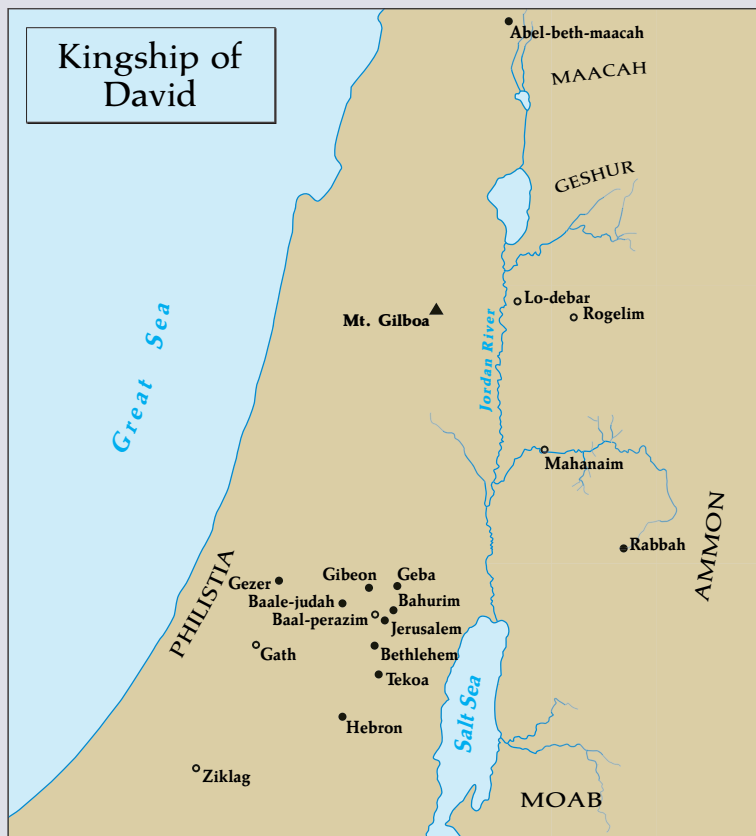 Kingship of
David
Abel-beth-maacah
MAACAH
GESHUR
Great Sea
Lo-debar
Rogelim
Mt. Gilboa
Jordan River
Mahanaim
AMMON
Rabbah
PHILISTIA
Gezer
Gibeon
Geba
Baale-judah
Bahurim
Baal-perazim
Jerusalem
Gath
Bethlehem
Tekoa
Salt Sea
Hebron
Ziklag
MOAB